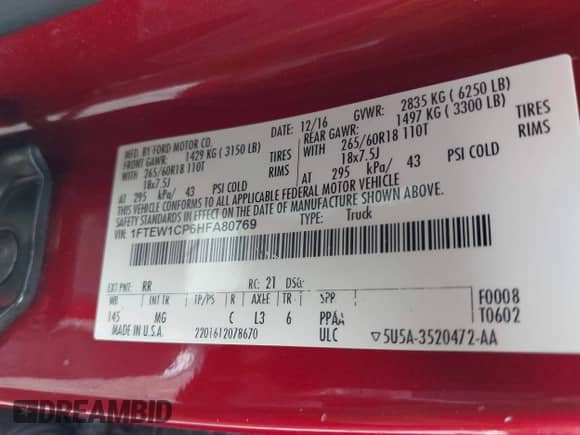 MFD. BY FORD MOTOR CO.
DATE: 12/16 GVWR: 2835 KG ( 6250 LB)
FRONT GAWR: 1429 KG ( 3150 LB)
REAR GAWR: 1497 KG ( 3300 LB)
WITH 265/60R18 110T TIRES
WITH 265/60R18 110T TIRES
18x7.5J RIMS
18x7.5J RIMS
AT 295 kPa/ 43 PSI COLD
AT 295 kPa/ 43 PSI COLD
THIS VEHICLE CONFORMS TO ALL APPLICABLE FEDERAL MOTOR VEHICLE
SAFETY STANDARDS IN EFFECT ON THE DATE OF MANUFACTURE SHOWN ABOVE.
VIN: 1FTEW1CP6HFA80769 TYPE: Truck
EXT PNT: RR RC: 21 DSO:
WB INT TR TP/PS R AXLE TR SPR F0008
145 MG C L3 6 PPAA T0602
MADE IN U.S.A. 2201612078670 ULC ▽5U5A-3520472-AA
DREAMBID